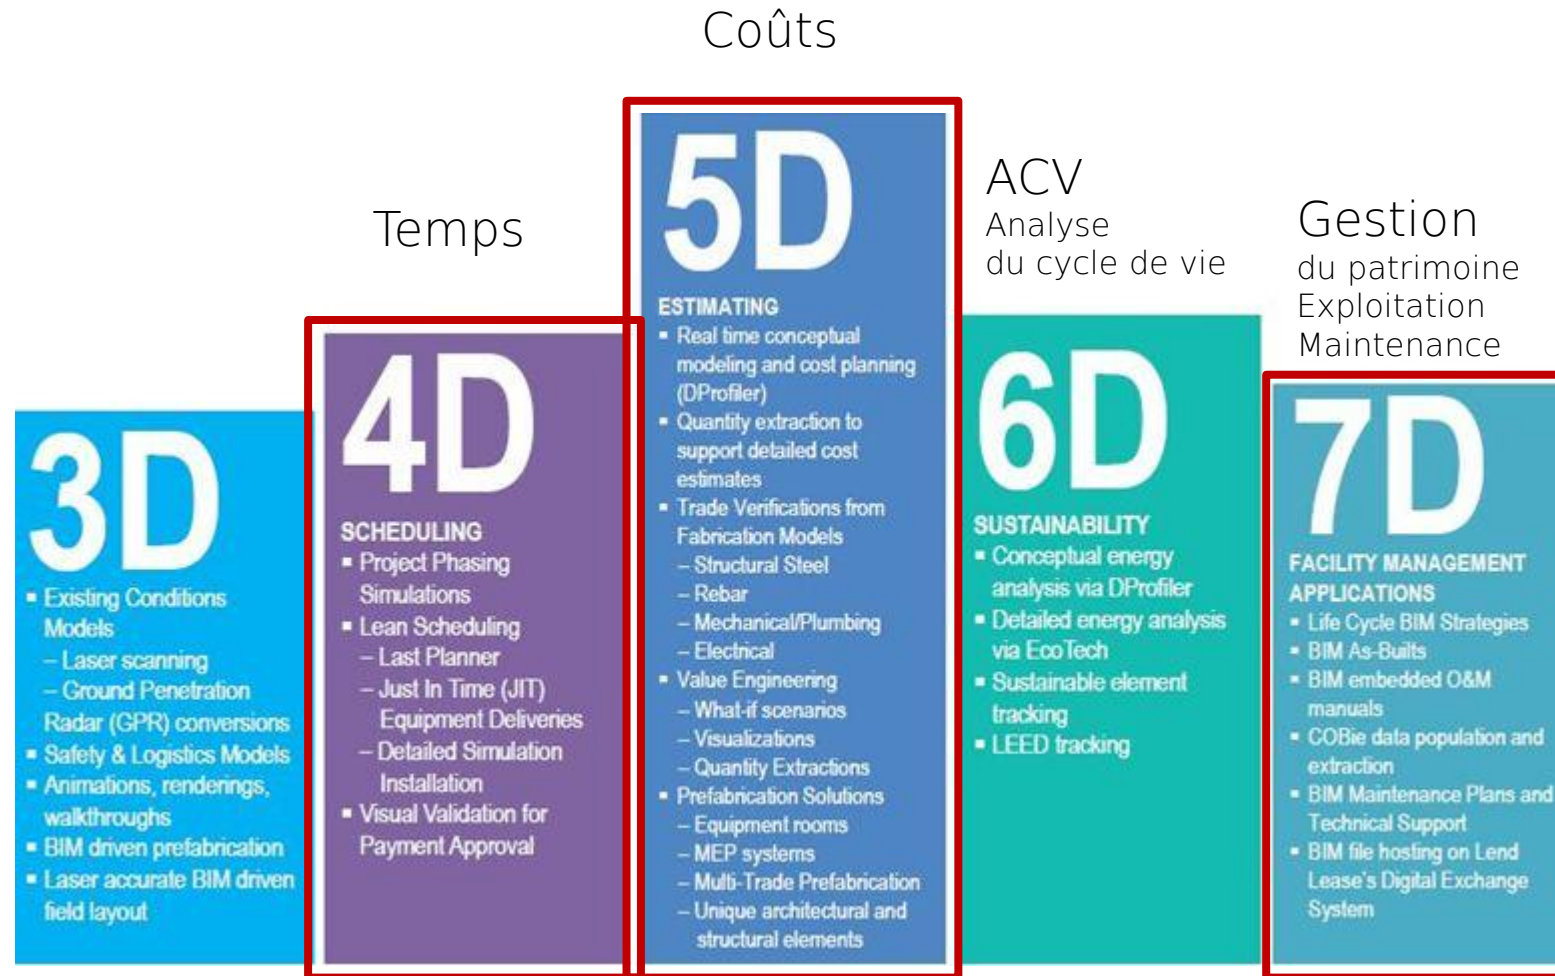 Coûts
Temps
ACV
Analyse
du cycle de vie
Gestion
du patrimoine
Exploitation
Maintenance
3D
▪ Existing Conditions
Models
– Laser scanning
– Ground Penetration
Radar (GPR) conversions
▪ Safety & Logistics Models
▪ Animations, renderings,
walkthroughs
▪ BIM driven prefabrication
▪ Laser accurate BIM driven
field layout
4D
SCHEDULING
▪ Project Phasing
Simulations
▪ Lean Scheduling
– Last Planner
– Just In Time (JIT)
Equipment Deliveries
– Detailed Simulation
Installation
▪ Visual Validation for
Payment Approval
5D
ESTIMATING
▪ Real time conceptual
modeling and cost planning
(DProfiler)
▪ Quantity extraction to
support detailed cost
estimates
▪ Trade Verifications from
Fabrication Models
– Structural Steel
– Rebar
– Mechanical/Plumbing
– Electrical
▪ Value Engineering
– What-if scenarios
– Visualizations
– Quantity Extractions
▪ Prefabrication Solutions
– Equipment rooms
– MEP systems
– Multi-Trade Prefabrication
– Unique architectural and
structural elements
6D
SUSTAINABILITY
▪ Conceptual energy
analysis via DProfiler
▪ Detailed energy analysis
via EcoTech
▪ Sustainable element
tracking
▪ LEED tracking
7D
FACILITY MANAGEMENT
APPLICATIONS
▪ Life Cycle BIM Strategies
▪ BIM As-Builts
▪ BIM embedded O&M
manuals
▪ COBie data population and
extraction
▪ BIM Maintenance Plans and
Technical Support
▪ BIM file hosting on Lend
Lease's Digital Exchange
System